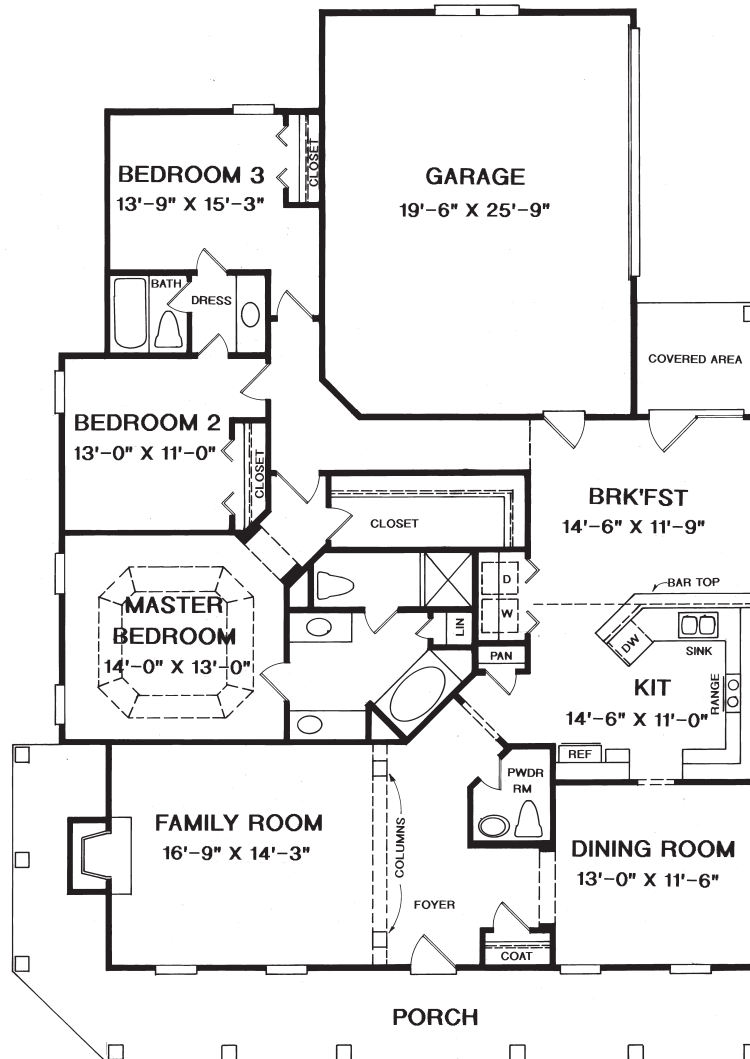 BEDROOM 3
13'-9" X 15'-3"
CLOSET
GARAGE
19'-6" X 25'-9"
BATH
DRESS
COVERED AREA
BEDROOM 2
13'-0" X 11'-0"
CLOSET
CLOSET
BRK'FST
14'-6" X 11'-9"
BAR TOP
D
W
LIN
PAN
DW
SINK
RANGE
KIT
14'-6" X 11'-0"
REF
MASTER
BEDROOM
14'-0" X 13'-0"
PWDR
RM
FAMILY ROOM
16'-9" X 14'-3"
COLUMNS
FOYER
DINING ROOM
13'-0" X 11'-6"
COAT
PORCH